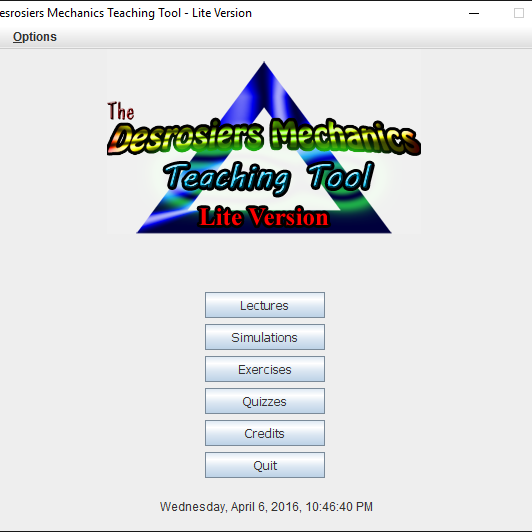 esrosiers Mechanics Teaching Tool - Lite Version
Options
The
Desrosiers Mechanics
Teaching Tool
Lite Version
Lectures
Simulations
Exercises
Quizzes
Credits
Quit
Wednesday, April 6, 2016, 10:46:40 PM